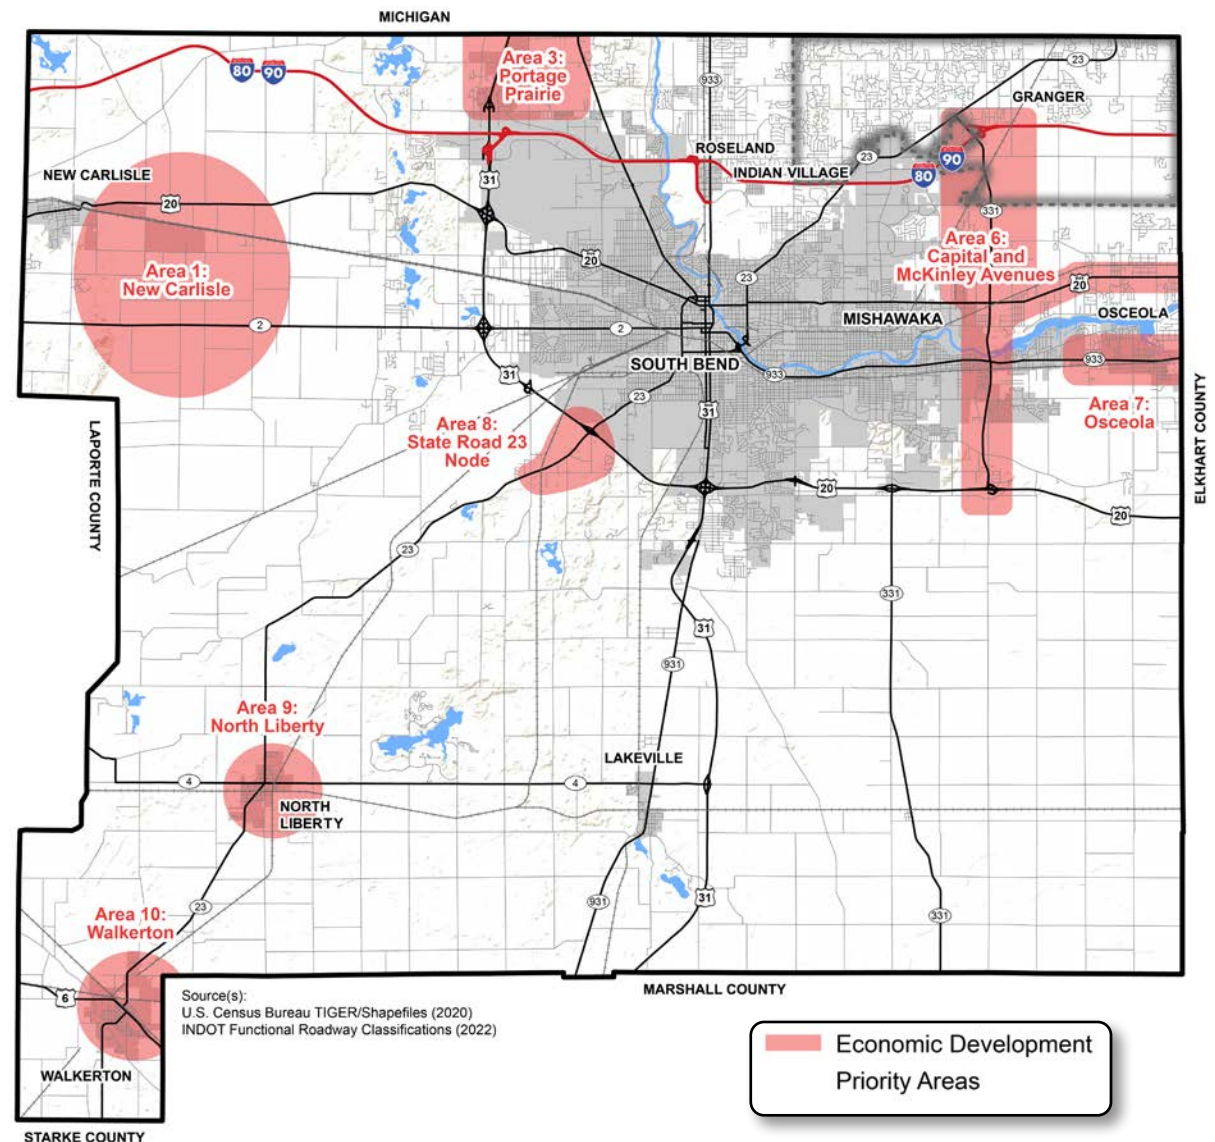 MICHIGAN
Area 3:
Portage
Prairie
80
90
933
23
GRANGER
ROSELAND
INDIAN VILLAGE
23
80
90
NEW CARLISLE
20
31
331
Area 1:
New Carlisle
20
23
Area 6:
Capital and
McKinley Avenues
20
OSCEOLA
MISHAWAKA
2
2
SOUTH BEND
933
933
31
23
31
Area 7:
Osceola
ELKHART COUNTY
LAPORTE COUNTY
Area 8:
State Road 23
Node
20
20
23
331
31
931
Area 9:
North Liberty
LAKEVILLE
4
4
NORTH
LIBERTY
23
931
31
331
Area 10:
Walkerton
6
WALKERTON
STARKE COUNTY
MARSHALL COUNTY
Source(s):
U.S. Census Bureau TIGER/Shapefiles (2020)
INDOT Functional Roadway Classifications (2022)
Economic Development
Priority Areas